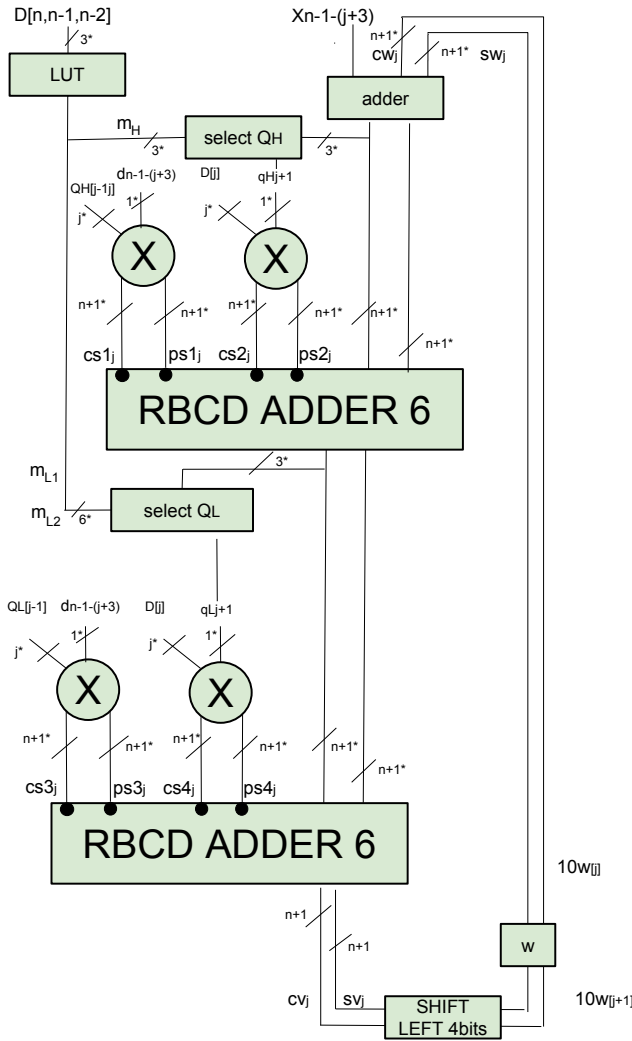 D[n,n-1,n-2]
Xn-1-(j+3)
3*
n+1*
cwj
n+1*
swj
LUT
adder
mH
3*
select QH
3*
QH[j-1j]
dn-1-(j+3)
D[j]
qHj+1
j*
1*
j*
1*
X
X
n+1*
n+1*
n+1*
n+1*
n+1*
n+1*
cs1j
ps1j
cs2j
ps2j
RBCD ADDER 6
3*
mL1
mL2
6*
select QL
QL[j-1]
dn-1-(j+3)
D[j]
qLj+1
j*
1*
j*
1*
X
X
n+1*
n+1*
n+1*
n+1*
n+1*
n+1*
cs3j
ps3j
cs4j
ps4j
RBCD ADDER 6
10w[j]
n+1
n+1
w
cvj
svj
SHIFT
LEFT 4bits
10w[j+1]